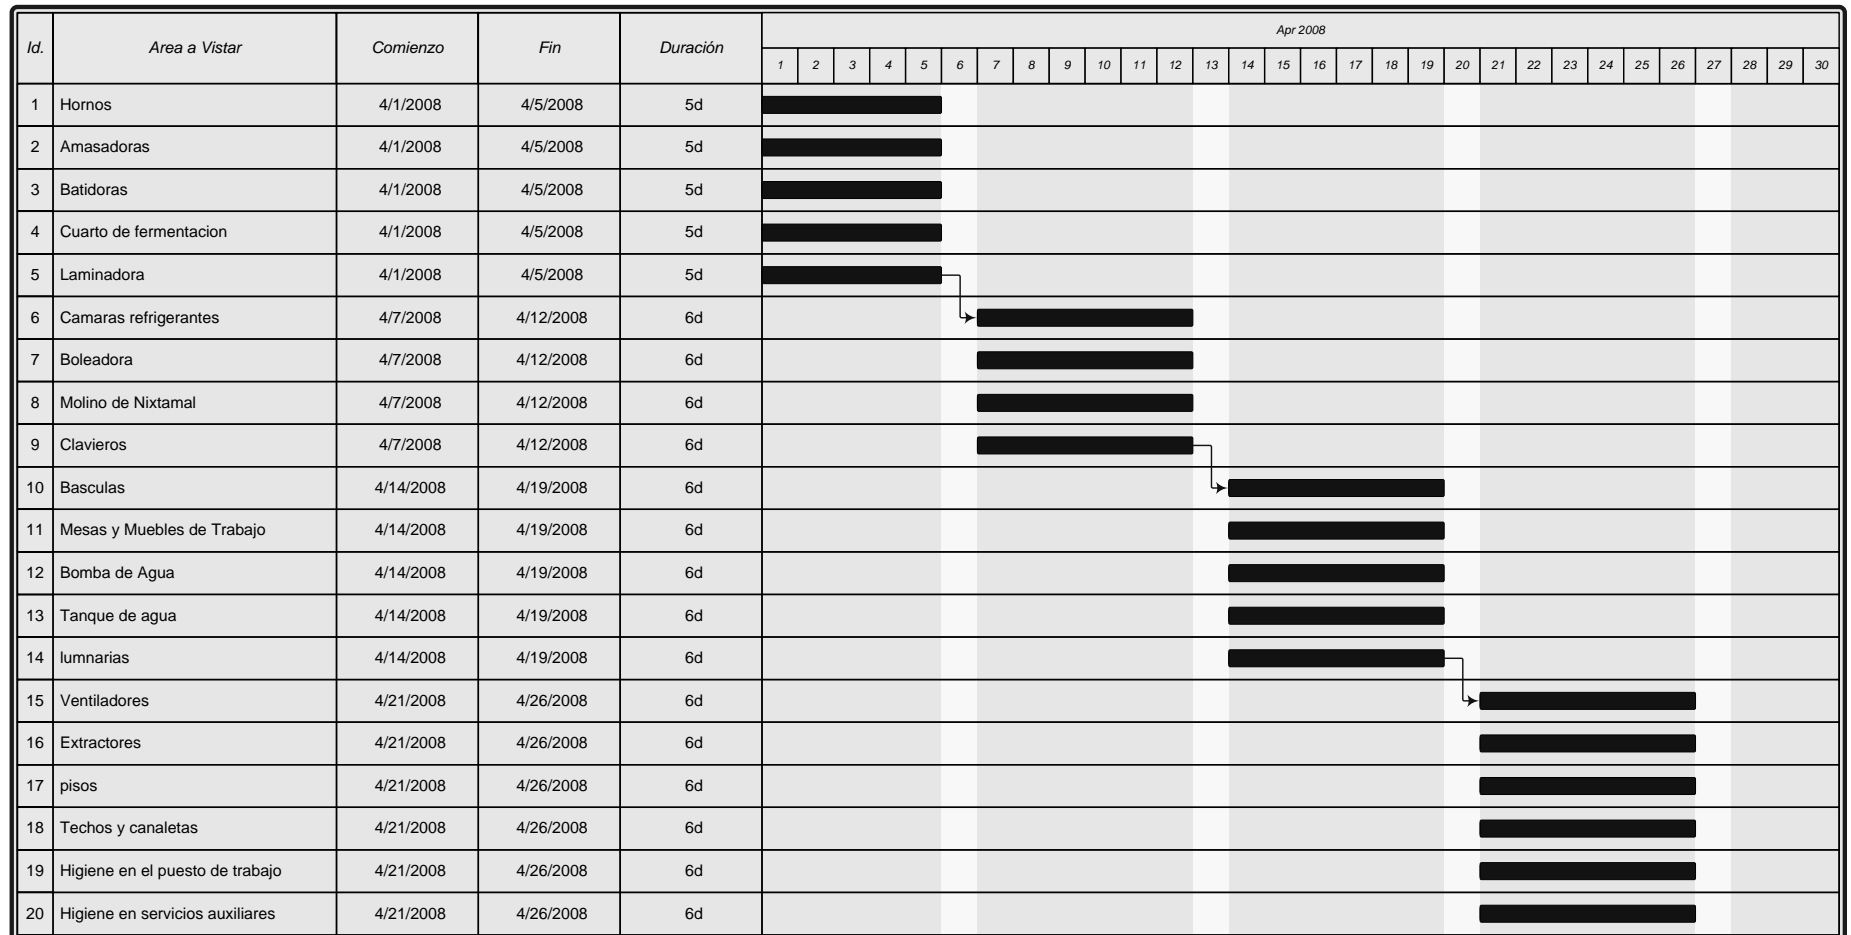 Id. Area a Vistar Comienzo Fin Duración Apr 2008
1 2 3 4 5 6 7 8 9 10 11 12 13 14 15 16 17 18 19 20 21 22 23 24 25 26 27 28 29 30
1 Hornos 4/1/2008 4/5/2008 5d
2 Amasadoras 4/1/2008 4/5/2008 5d
3 Batidoras 4/1/2008 4/5/2008 5d
4 Cuarto de fermentacion 4/1/2008 4/5/2008 5d
5 Laminadora 4/1/2008 4/5/2008 5d
6 Camaras refrigerantes 4/7/2008 4/12/2008 6d
7 Boleadora 4/7/2008 4/12/2008 6d
8 Molino de Nixtamal 4/7/2008 4/12/2008 6d
9 Clavieros 4/7/2008 4/12/2008 6d
10 Basculas 4/14/2008 4/19/2008 6d
11 Mesas y Muebles de Trabajo 4/14/2008 4/19/2008 6d
12 Bomba de Agua 4/14/2008 4/19/2008 6d
13 Tanque de agua 4/14/2008 4/19/2008 6d
14 lumnarias 4/14/2008 4/19/2008 6d
15 Ventiladores 4/21/2008 4/26/2008 6d
16 Extractores 4/21/2008 4/26/2008 6d
17 pisos 4/21/2008 4/26/2008 6d
18 Techos y canaletas 4/21/2008 4/26/2008 6d
19 Higiene en el puesto de trabajo 4/21/2008 4/26/2008 6d
20 Higiene en servicios auxiliares 4/21/2008 4/26/2008 6d